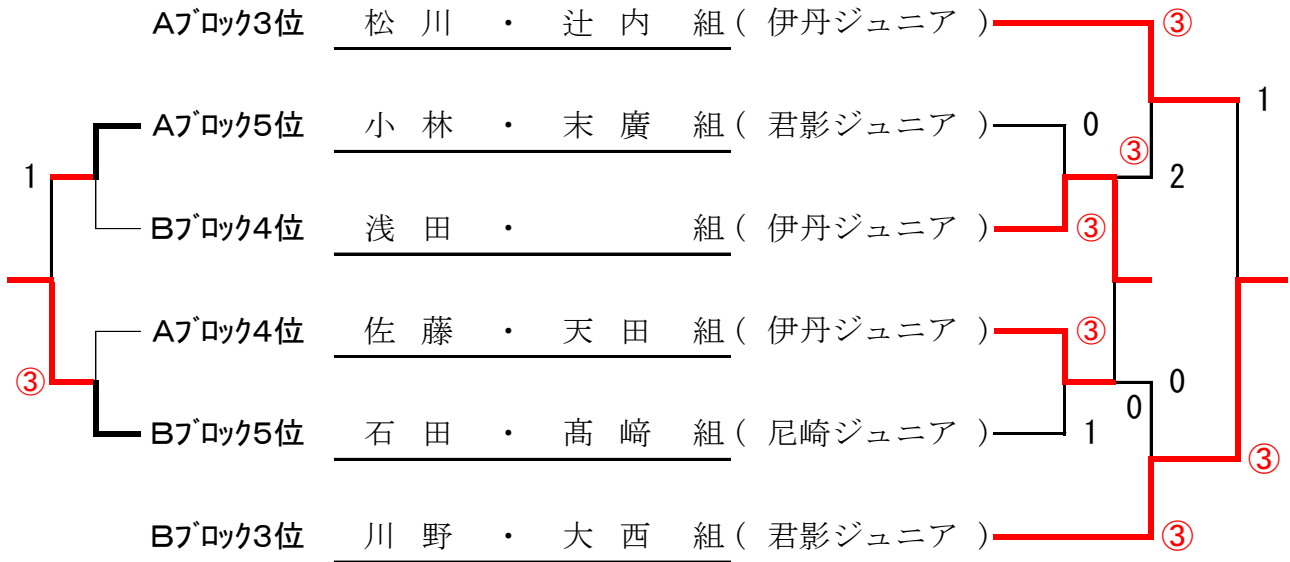 Aブロック3位 松川・辻内 組(伊丹ジュニア) ③
1
Aブロック5位 小林・末廣 組(君影ジュニア) 0
③
1 2
Bブロック4位 浅田・ 組(伊丹ジュニア) ③
Aブロック4位 佐藤・天田 組(伊丹ジュニア) ③
③ 0
0
Bブロック5位 石田・髙﨑 組(尼崎ジュニア) 1
③
Bブロック3位 川野・大西 組(君影ジュニア) ③